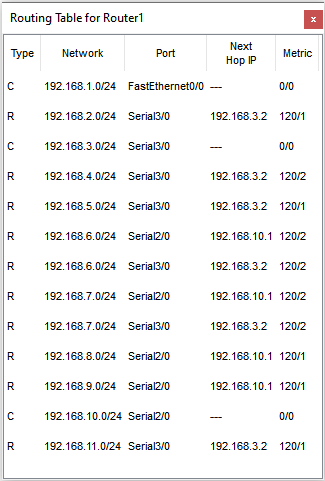 Routing Table for Router1
x
Type Network Port Next Hop IP Metric
C 192.168.1.0/24 FastEthernet0/0 --- 0/0
R 192.168.2.0/24 Serial3/0 192.168.3.2 120/1
C 192.168.3.0/24 Serial3/0 --- 0/0
R 192.168.4.0/24 Serial3/0 192.168.3.2 120/2
R 192.168.5.0/24 Serial3/0 192.168.3.2 120/1
R 192.168.6.0/24 Serial2/0 192.168.10.1 120/2
R 192.168.6.0/24 Serial3/0 192.168.3.2 120/2
R 192.168.7.0/24 Serial2/0 192.168.10.1 120/2
R 192.168.7.0/24 Serial3/0 192.168.3.2 120/2
R 192.168.8.0/24 Serial2/0 192.168.10.1 120/1
R 192.168.9.0/24 Serial2/0 192.168.10.1 120/1
C 192.168.10.0/24 Serial2/0 --- 0/0
R 192.168.11.0/24 Serial3/0 192.168.3.2 120/1